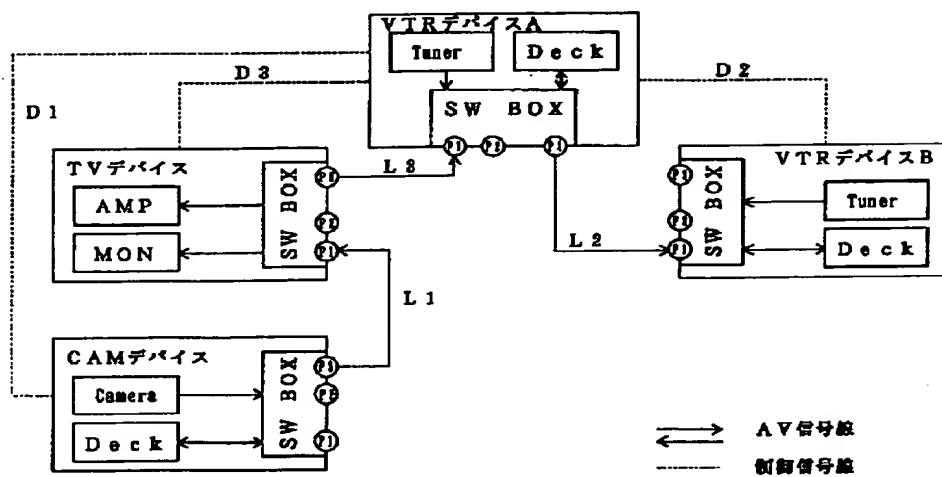 VTRデバイスA
Tuner
Deck
SW BOX
P1
P2
D1
D3
D2
TVデバイス
AMP
MON
SW BOX
P1
L3
L2
L1
VTRデバイスB
Tuner
Deck
SW BOX
P3
P2
P1
CAMデバイス
Camera
Deck
SW BOX
P3
P2
P1
AV信号線
制御信号線